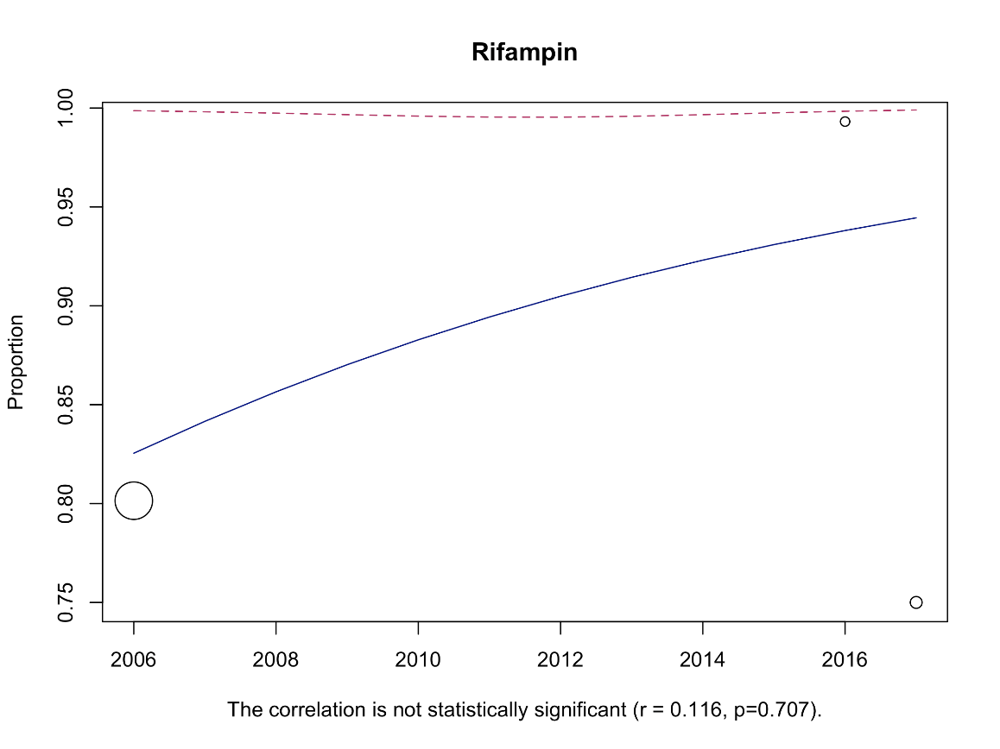 Rifampin
Proportion
1.00
0.95
0.90
0.85
0.80
0.75
2006 2008 2010 2012 2014 2016
The correlation is not statistically significant (r = 0.116, p=0.707).